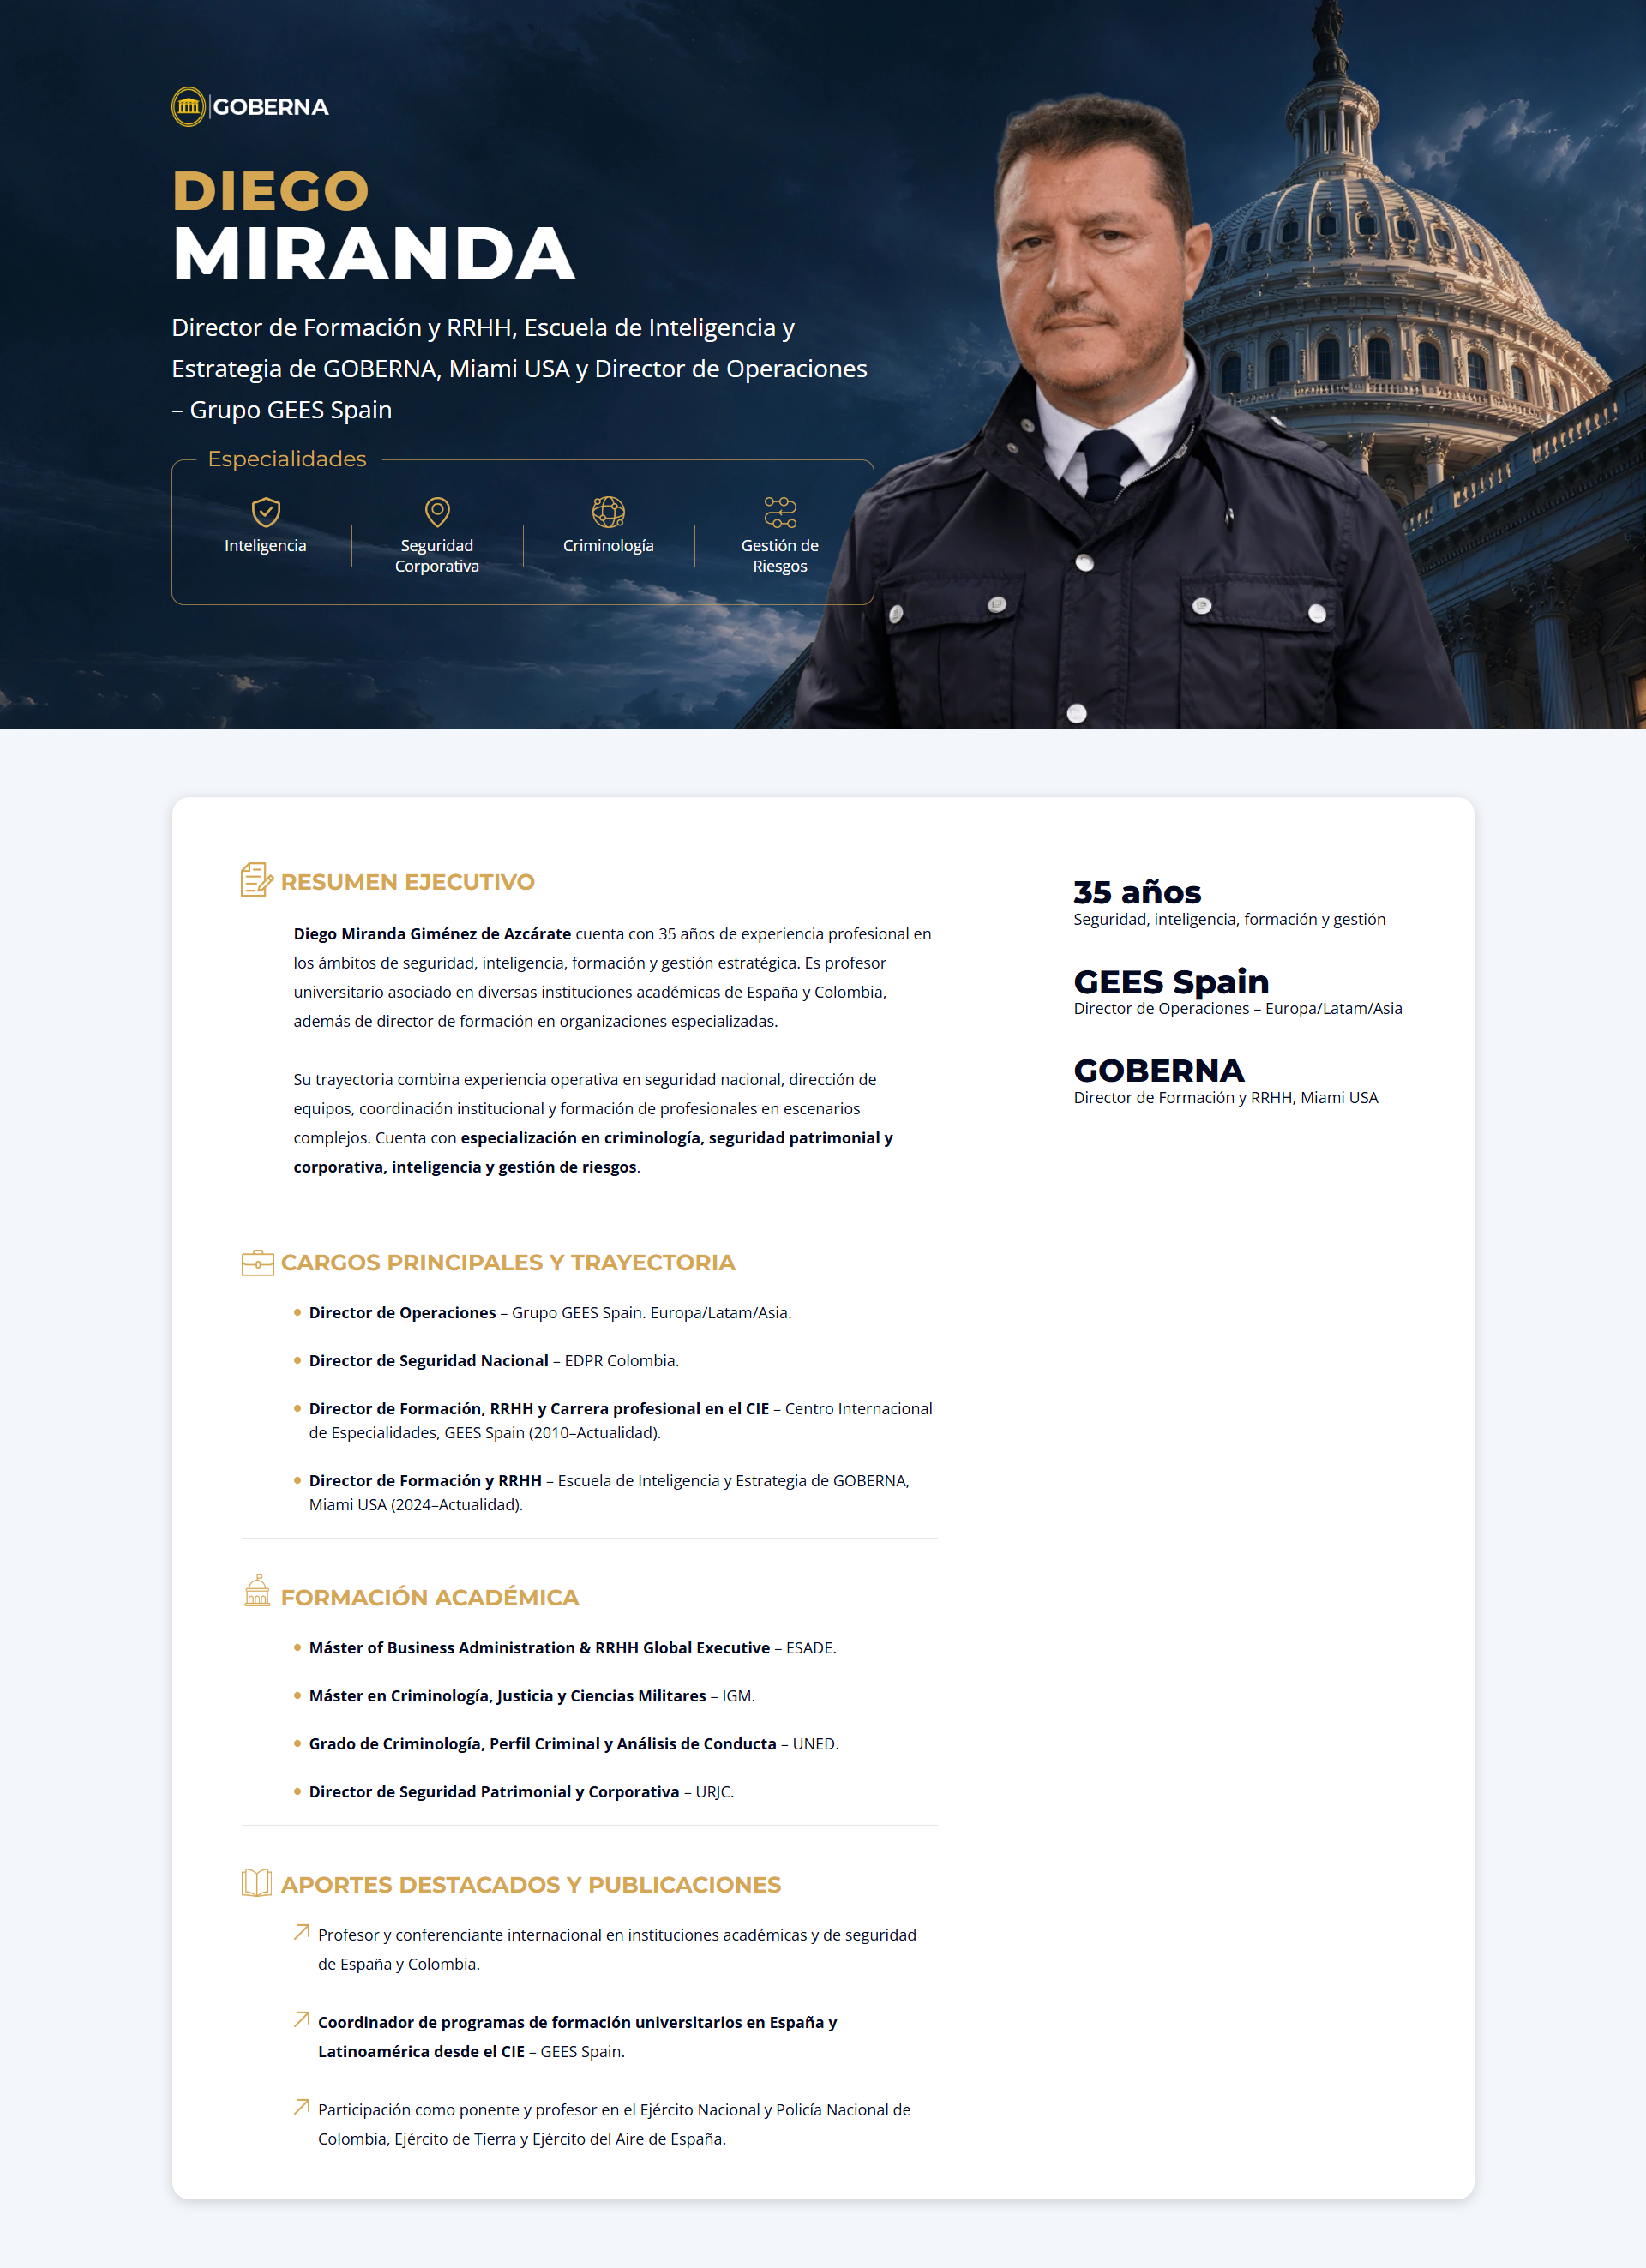 GOBERNA
DIEGO
MIRANDA
Director de Formación y RRHH, Escuela de Inteligencia y
Estrategia de GOBERNA, Miami USA y Director de Operaciones
– Grupo GEES Spain
Especialidades
Inteligencia
Seguridad
Corporativa
Criminología
Gestión de
Riesgos
RESUMEN EJECUTIVO
Diego Miranda Giménez de Azcárate cuenta con 35 años de experiencia profesional en
los ámbitos de seguridad, inteligencia, formación y gestión estratégica. Es profesor
universitario asociado en diversas instituciones académicas de España y Colombia,
además de director de formación en organizaciones especializadas.
Su trayectoria combina experiencia operativa en seguridad nacional, dirección de
equipos, coordinación institucional y formación de profesionales en escenarios
complejos. Cuenta con especialización en criminología, seguridad patrimonial y
corporativa, inteligencia y gestión de riesgos.
35 años
Seguridad, inteligencia, formación y gestión
GEES Spain
Director de Operaciones – Europa/Latam/Asia
GOBERNA
Director de Formación y RRHH, Miami USA
CARGOS PRINCIPALES Y TRAYECTORIA
Director de Operaciones – Grupo GEES Spain. Europa/Latam/Asia.
Director de Seguridad Nacional – EDPR Colombia.
Director de Formación, RRHH y Carrera profesional en el CIE – Centro Internacional
de Especialidades, GEES Spain (2010–Actualidad).
Director de Formación y RRHH – Escuela de Inteligencia y Estrategia de GOBERNA,
Miami USA (2024–Actualidad).
FORMACIÓN ACADÉMICA
Máster of Business Administration & RRHH Global Executive – ESADE.
Máster en Criminología, Justicia y Ciencias Militares – IGM.
Grado de Criminología, Perfil Criminal y Análisis de Conducta – UNED.
Director de Seguridad Patrimonial y Corporativa – URJC.
APORTES DESTACADOS Y PUBLICACIONES
Profesor y conferenciante internacional en instituciones académicas y de seguridad
de España y Colombia.
Coordinador de programas de formación universitarios en España y
Latinoamérica desde el CIE – GEES Spain.
Participación como ponente y profesor en el Ejército Nacional y Policía Nacional de
Colombia, Ejército de Tierra y Ejército del Aire de España.